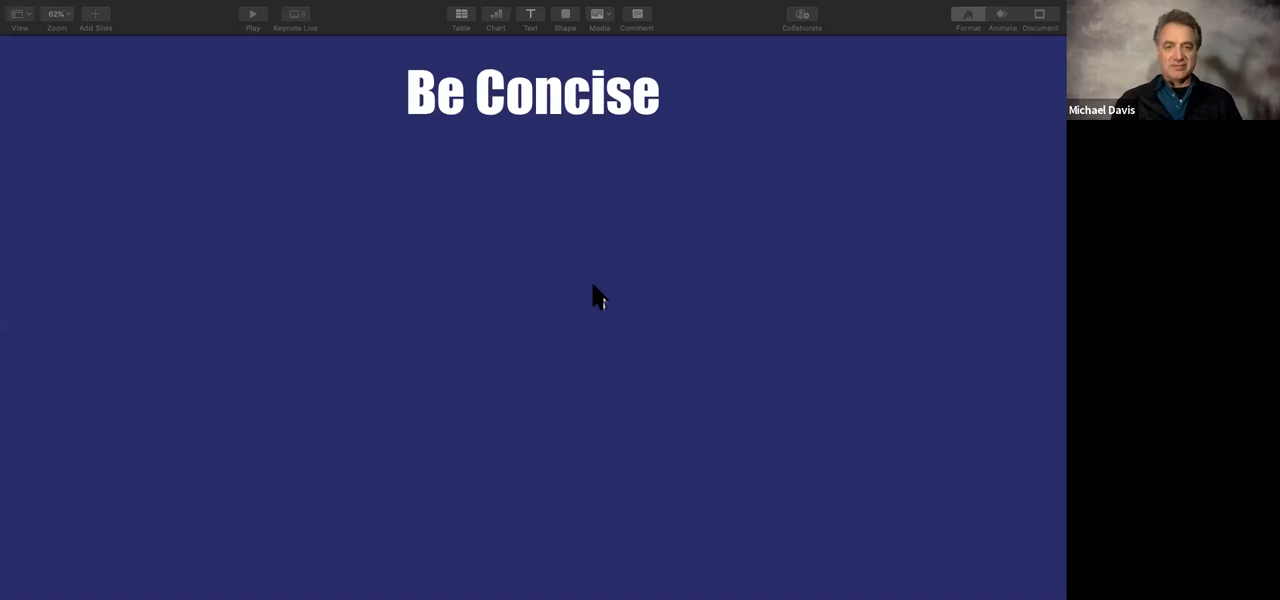 62%
View Zoom Add Slide Play Keynote Live Table Chart Text Shape Media Comment Collaborate Format Animate Document
Be Concise
Michael Davis